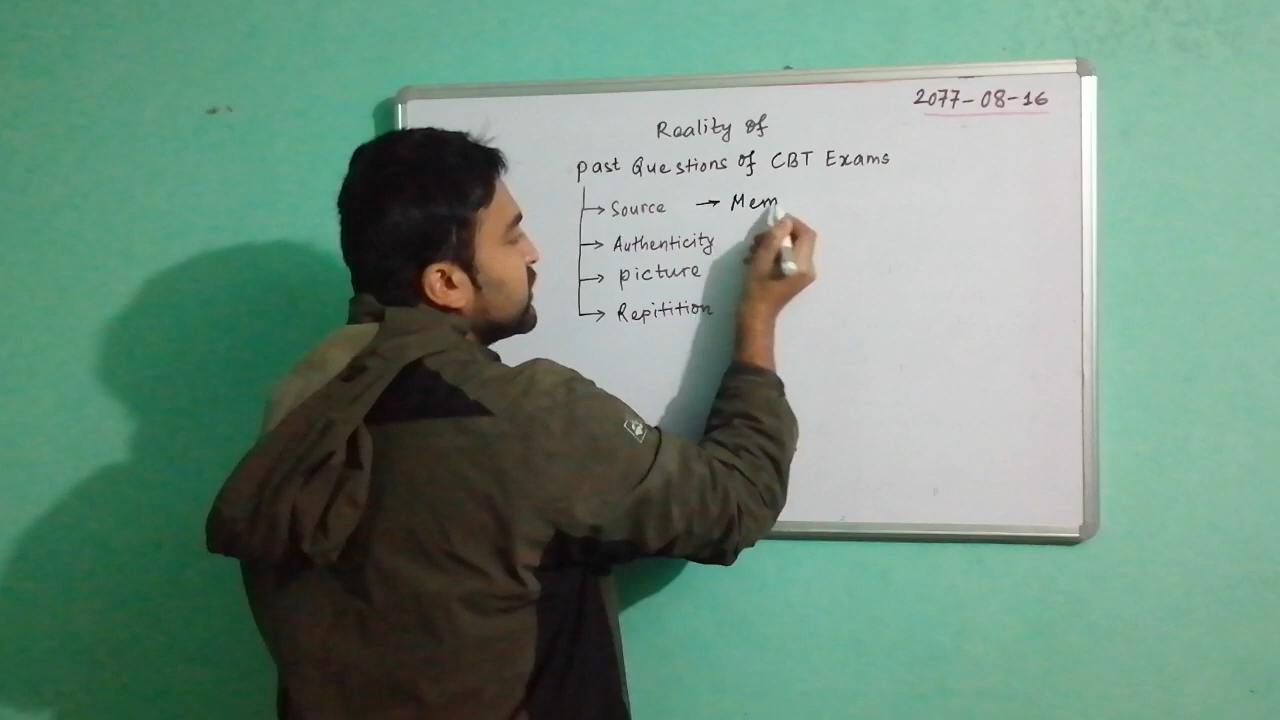 2077-08-16
Reality of
past Questions of CBT Exams
→ Source → Mem
→ Authenticity
→ picture
→ Repitition